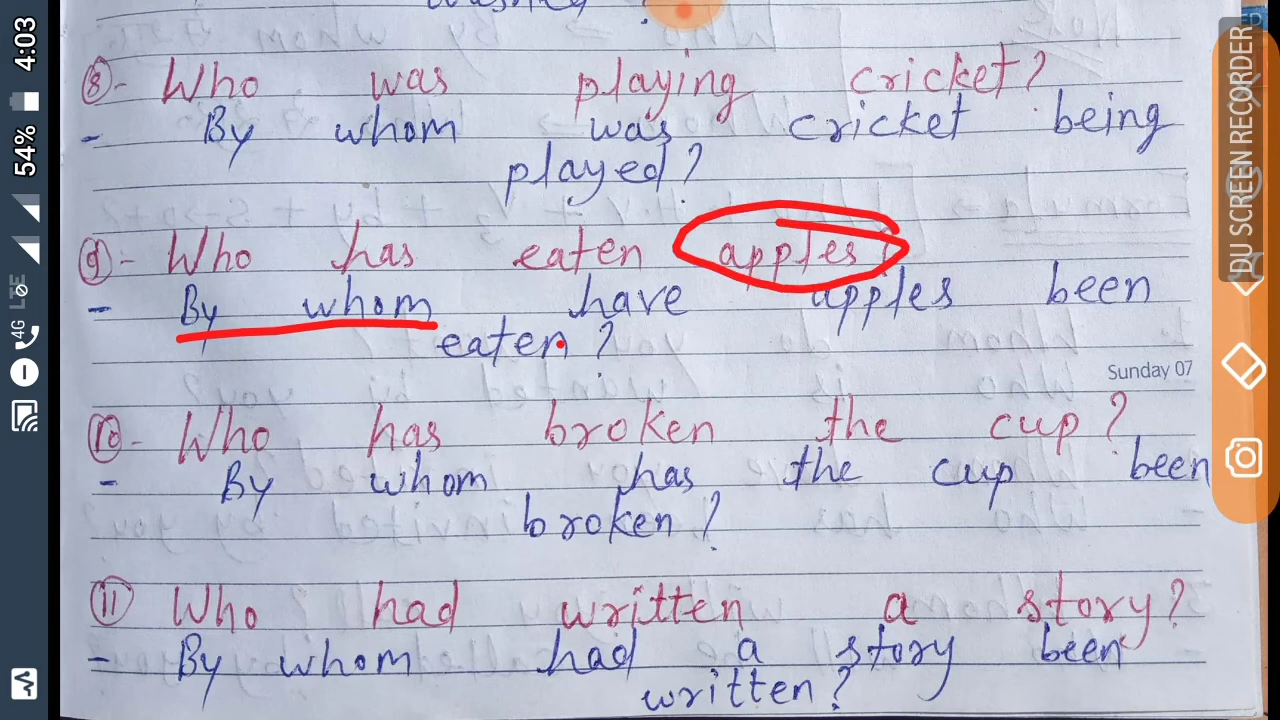 4:03
54%
4G LTE
DU SCREEN RECORDER
(8)- Who was playing cricket?
- By whom was cricket being
played?
(9)- Who has eaten apples?
- By whom have apples been
eaten?
Sunday 07
(10)- Who has broken the cup?
- By whom has the cup been
broken?
(11) Who had written a story?
- By whom had a story been
written?